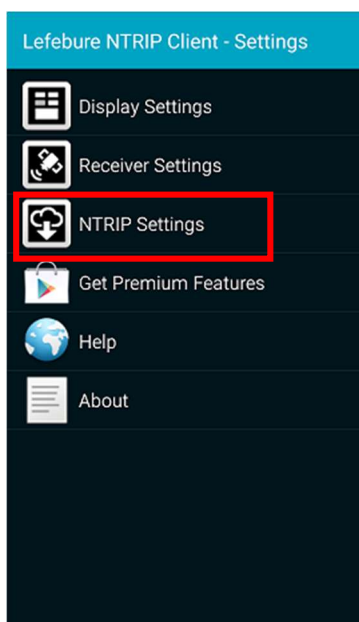 Lefebure NTRIP Client - Settings
Display Settings
Receiver Settings
NTRIP Settings
Get Premium Features
Help
About